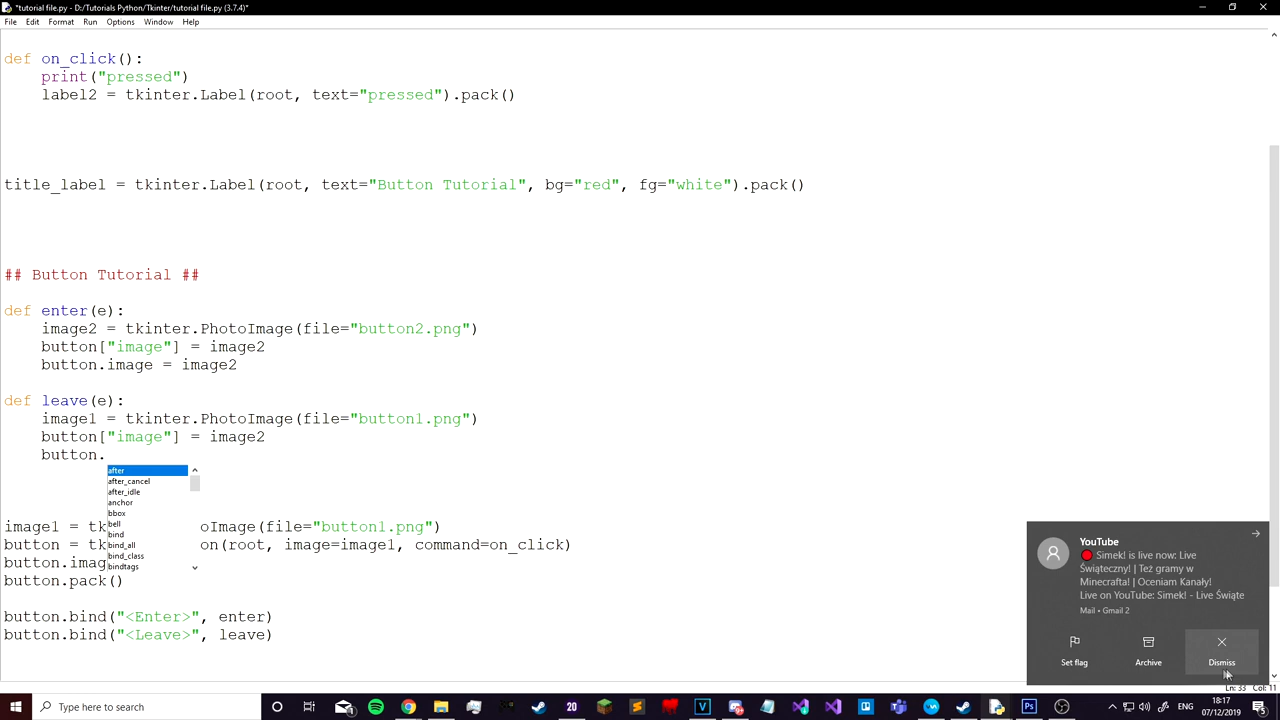 *tutorial file.py - D:/Tutorials Python/Tkinter/tutorial file.py (3.7.4)*
File Edit Format Run Options Window Help
def on_click():
print("pressed")
label2 = tkinter.Label(root, text="pressed").pack()
title_label = tkinter.Label(root, text="Button Tutorial", bg="red", fg="white").pack()
## Button Tutorial ##
def enter(e):
image2 = tkinter.PhotoImage(file="button2.png")
button["image"] = image2
button.image = image2
def leave(e):
image1 = tkinter.PhotoImage(file="button1.png")
button["image"] = image2
button.
after
after_cancel
after_idle
anchor
bbox
bell
bind
bind_all
bind_class
bindtags
image1 = tk oImage(file="button1.png")
button = tk on(root, image=image1, command=on_click)
button.imag
button.pack()
button.bind("<Enter>", enter)
button.bind("<Leave>", leave)
YouTube
🔴 Simek! is live now: Live
Świąteczny! | Też gramy w
Minecrafta! | Oceniam Kanały!
Live on YouTube: Simek! - Live Świąte
Mail • Gmail 2
Set flag Archive Dismiss
Ln: 33 Col: 11
Type here to search
20
ENG
18:17
07/12/2019